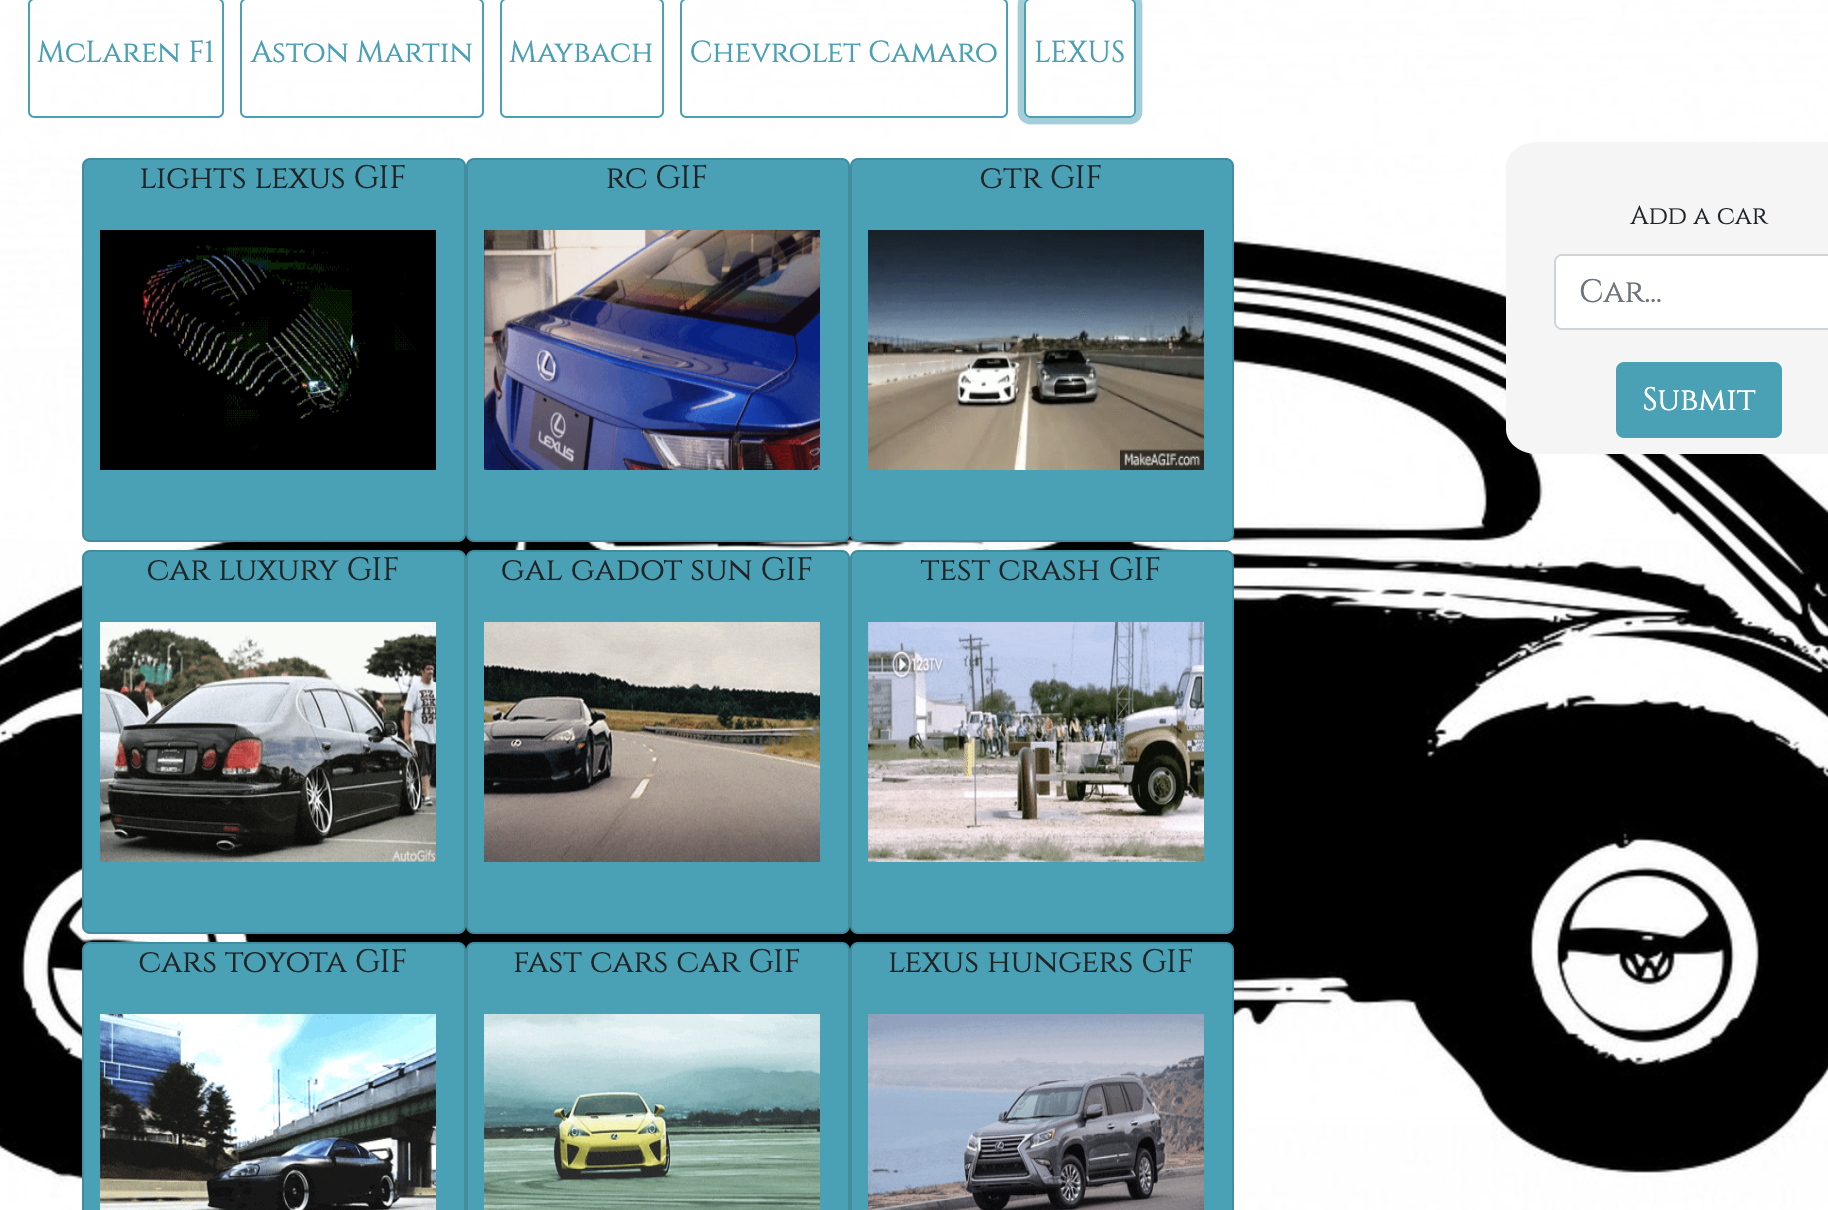 McLaren F1
Aston Martin
Maybach
Chevrolet Camaro
LEXUS
LIGHTS LEXUS GIF
RC GIF
GTR GIF
LEXUS
MakeAGIF.com
Add a car
Car...
Submit
CAR LUXURY GIF
GAL GADOT SUN GIF
TEST CRASH GIF
AutoGifs
123TV
CARS TOYOTA GIF
FAST CARS CAR GIF
LEXUS HUNGERS GIF